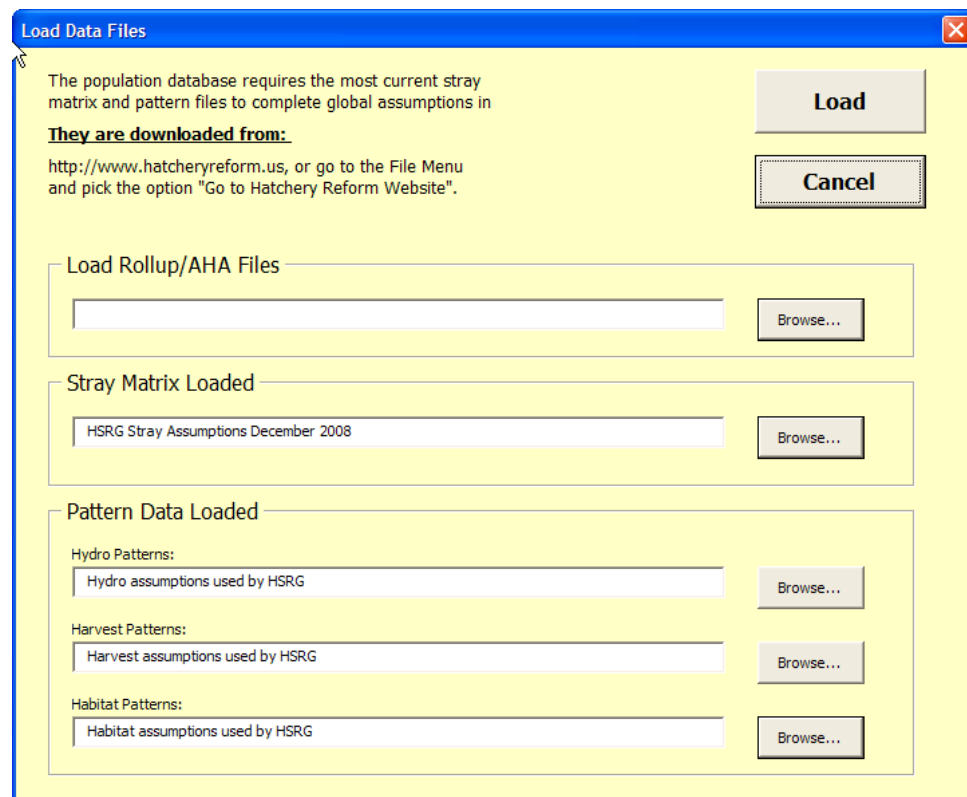 Load Data Files
The population database requires the most current stray
matrix and pattern files to complete global assumptions in
They are downloaded from:
http://www.hatcheryreform.us, or go to the File Menu
and pick the option "Go to Hatchery Reform Website".
Load
Cancel
Load Rollup/AHA Files
Browse...
Stray Matrix Loaded
HSRG Stray Assumptions December 2008
Browse...
Pattern Data Loaded
Hydro Patterns:
Hydro assumptions used by HSRG
Browse...
Harvest Patterns:
Harvest assumptions used by HSRG
Browse...
Habitat Patterns:
Habitat assumptions used by HSRG
Browse...